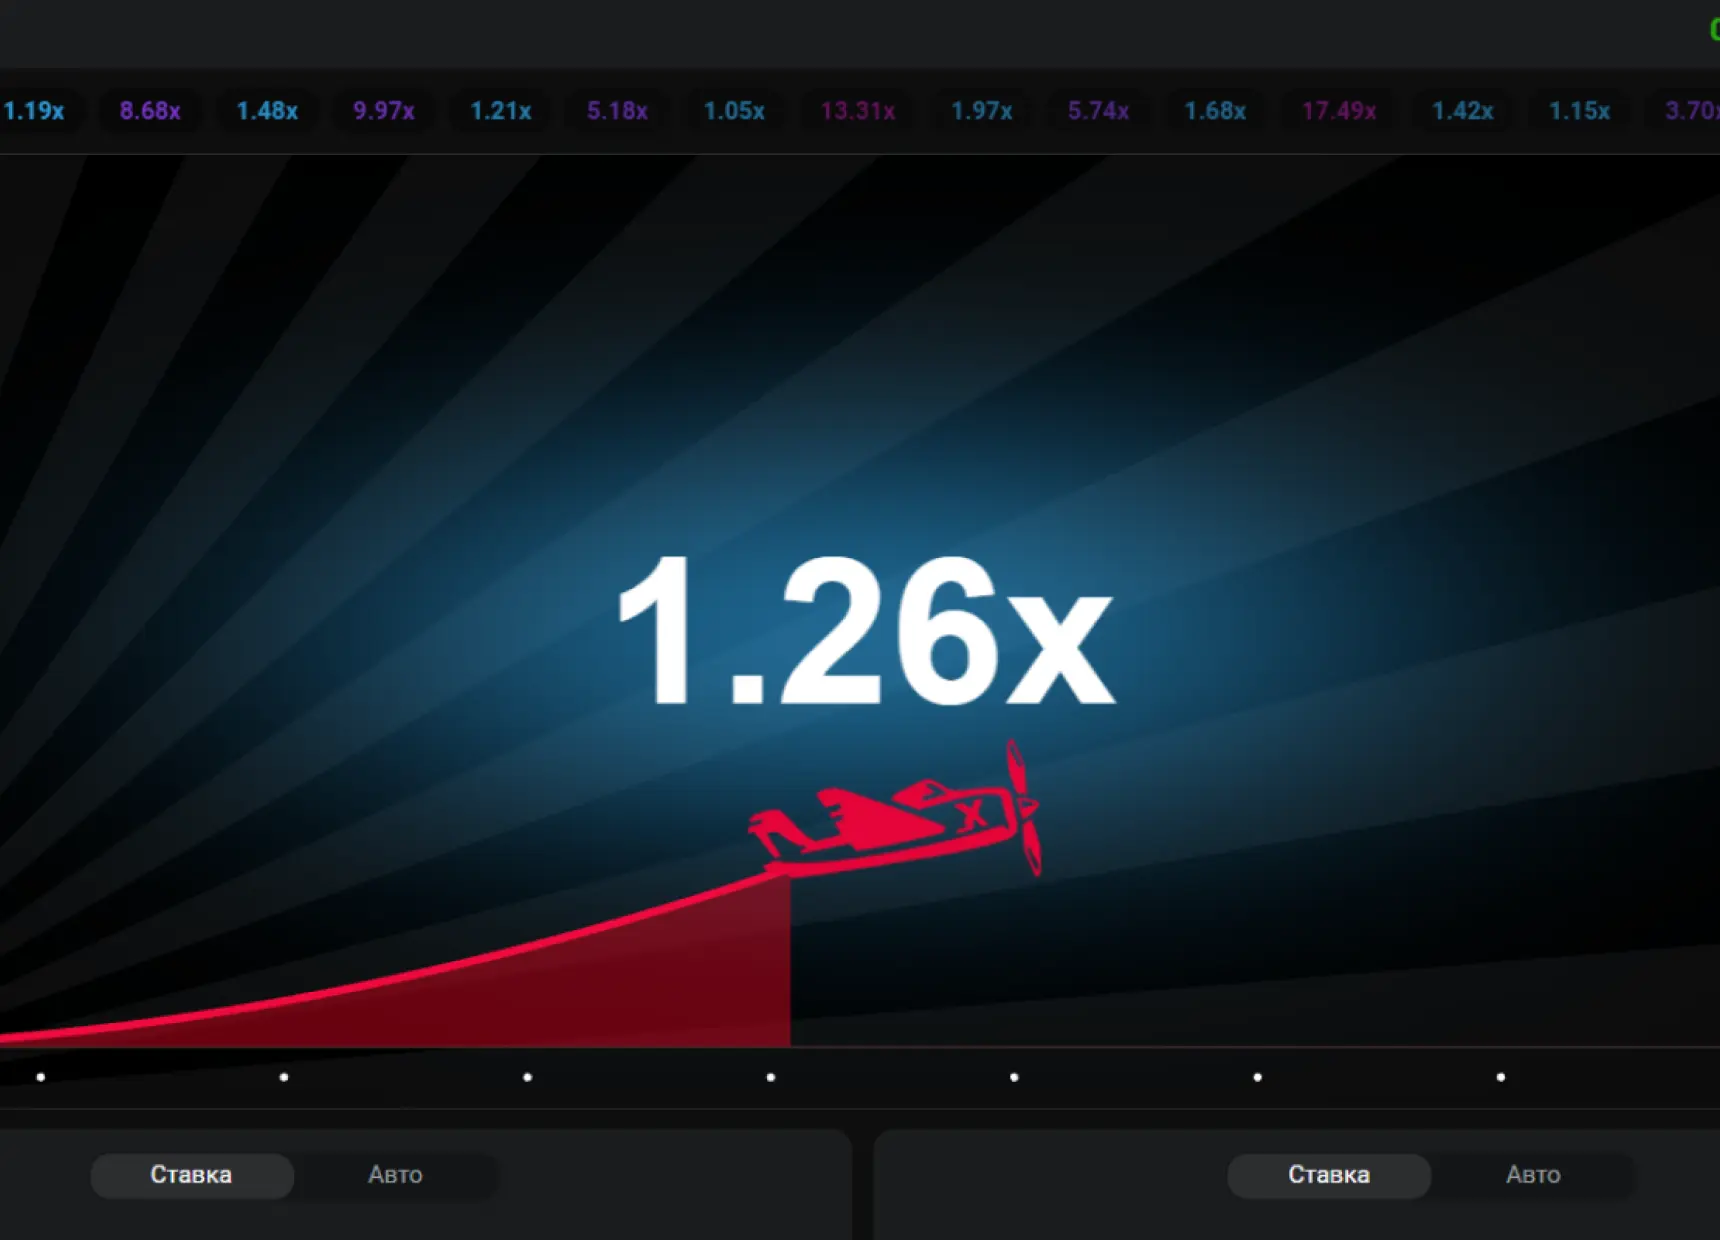 1.19x 8.68x 1.48x 9.97x 1.21x 5.18x 1.05x 13.31x 1.97x 5.74x 1.68x 17.49x 1.42x 1.15x 3.70x
1.26x
X
Ставка Авто Ставка Авто